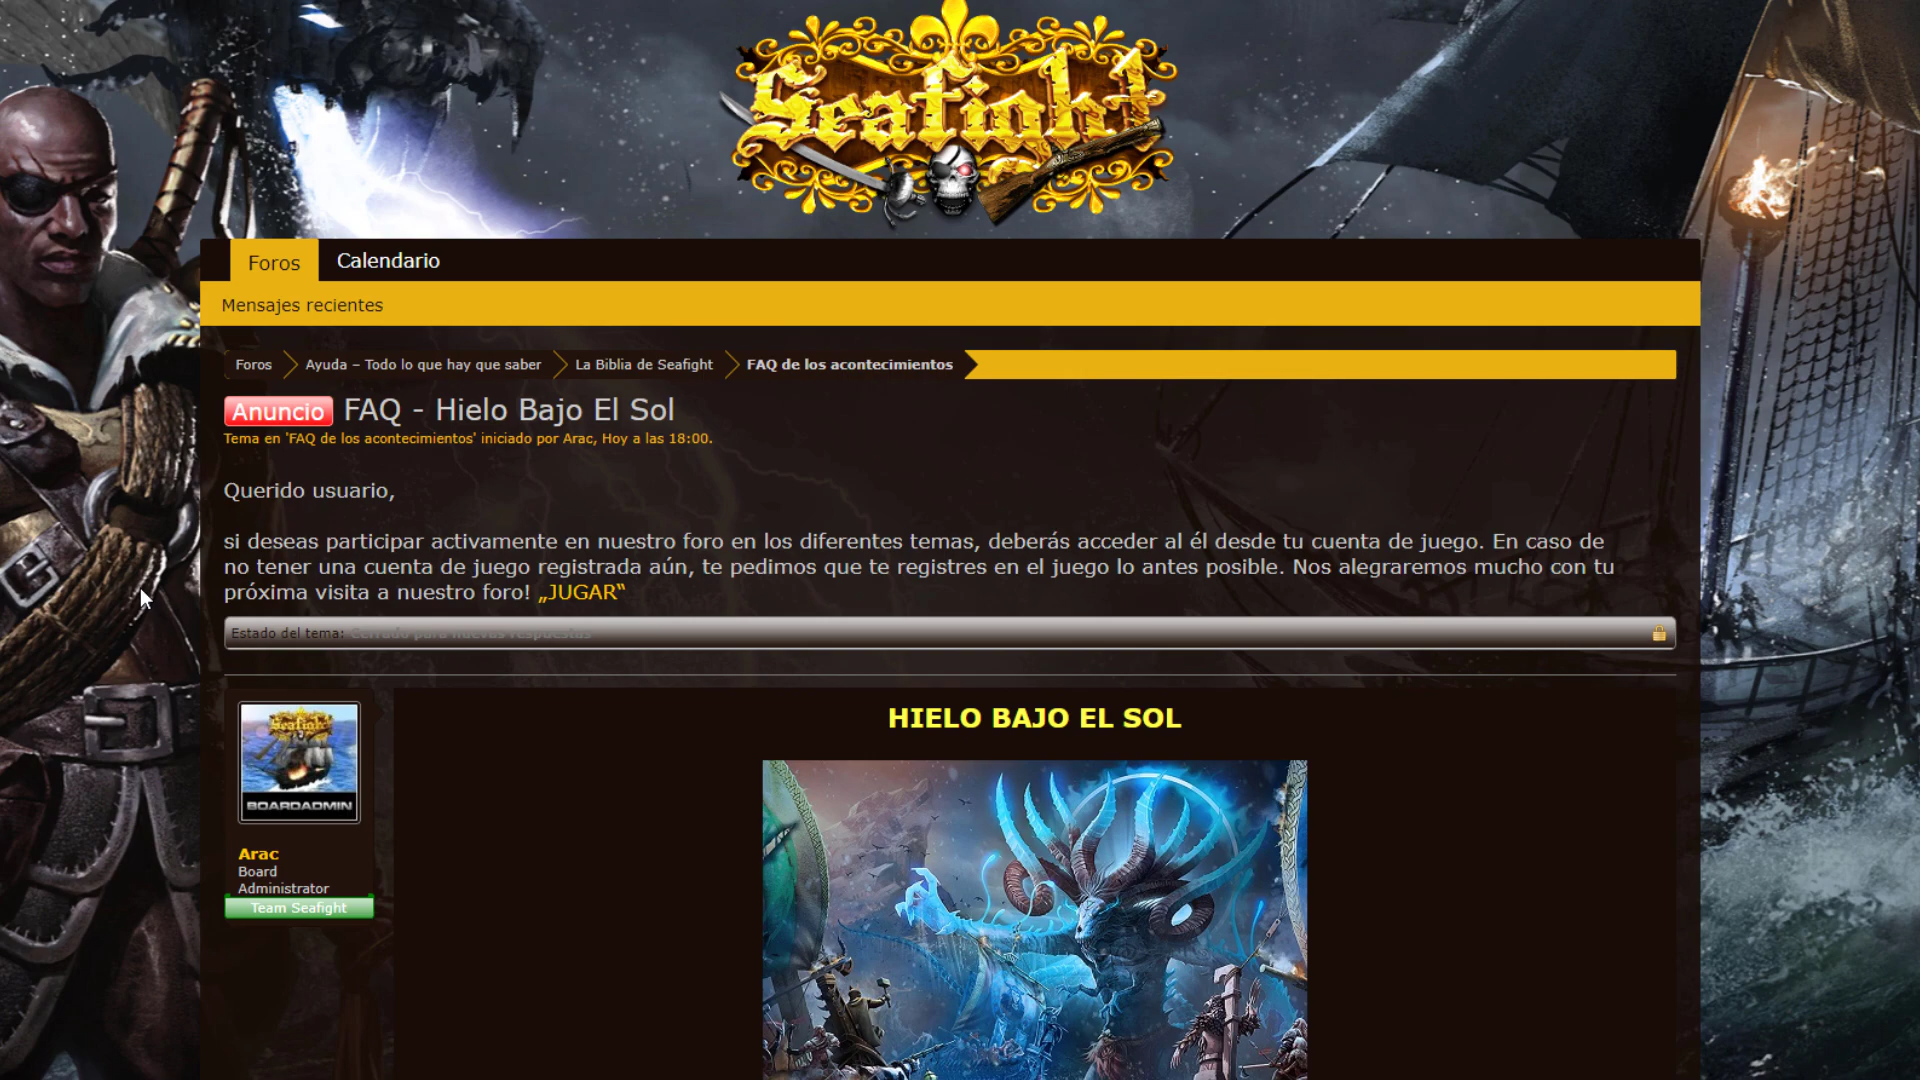 Seafight
Foros
Calendario
Mensajes recientes
Foros
Ayuda – Todo lo que hay que saber
La Biblia de Seafight
FAQ de los acontecimientos
Anuncio FAQ - Hielo Bajo El Sol
Tema en 'FAQ de los acontecimientos' iniciado por Arac, Hoy a las 18:00.
Querido usuario,
si deseas participar activamente en nuestro foro en los diferentes temas, deberás acceder al él desde tu cuenta de juego. En caso de
no tener una cuenta de juego registrada aún, te pedimos que te registres en el juego lo antes posible. Nos alegraremos mucho con tu
próxima visita a nuestro foro! „JUGAR“
Estado del tema: Cerrado para nuevas respuestas
HIELO BAJO EL SOL
Seafight
BOARDADMIN
Arac
Board
Administrator
Team Seafight